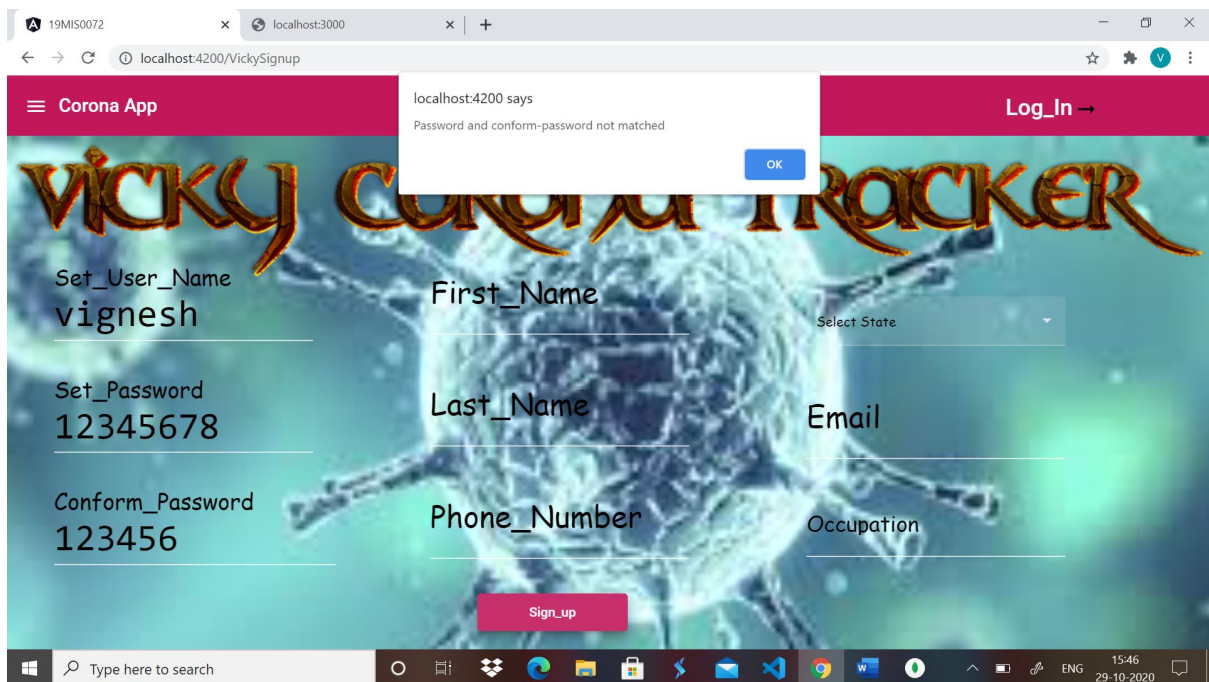 19MIS0072
localhost:3000
localhost:4200/VickySignup
V
Corona App
Log_In→
localhost:4200 says
Password and conform-password not matched
OK
VICKY CORONA TRACKER
Set_User_Name
vignesh
First_Name
Select State
Set_Password
12345678
Last_Name
Email
Conform_Password
123456
Phone_Number
Occupation
Sign_up
Type here to search
ENG
15:46
29-10-2020